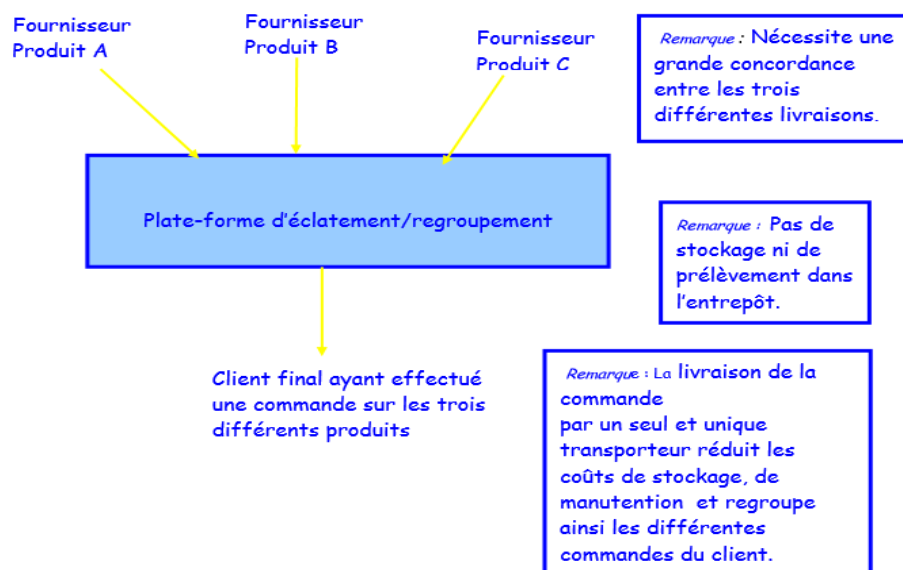 Fournisseur
Produit A
Fournisseur
Produit B
Fournisseur
Produit C
Remarque : Nécessite une
grande concordance
entre les trois
différentes livraisons.
Plate-forme d'éclatement/regroupement
Remarque : Pas de
stockage ni de
prélèvement dans
l'entrepôt.
Client final ayant effectué
une commande sur les trois
différents produits
Remarque : La livraison de la
commande
par un seul et unique
transporteur réduit les
coûts de stockage, de
manutention et regroupe
ainsi les différentes
commandes du client.